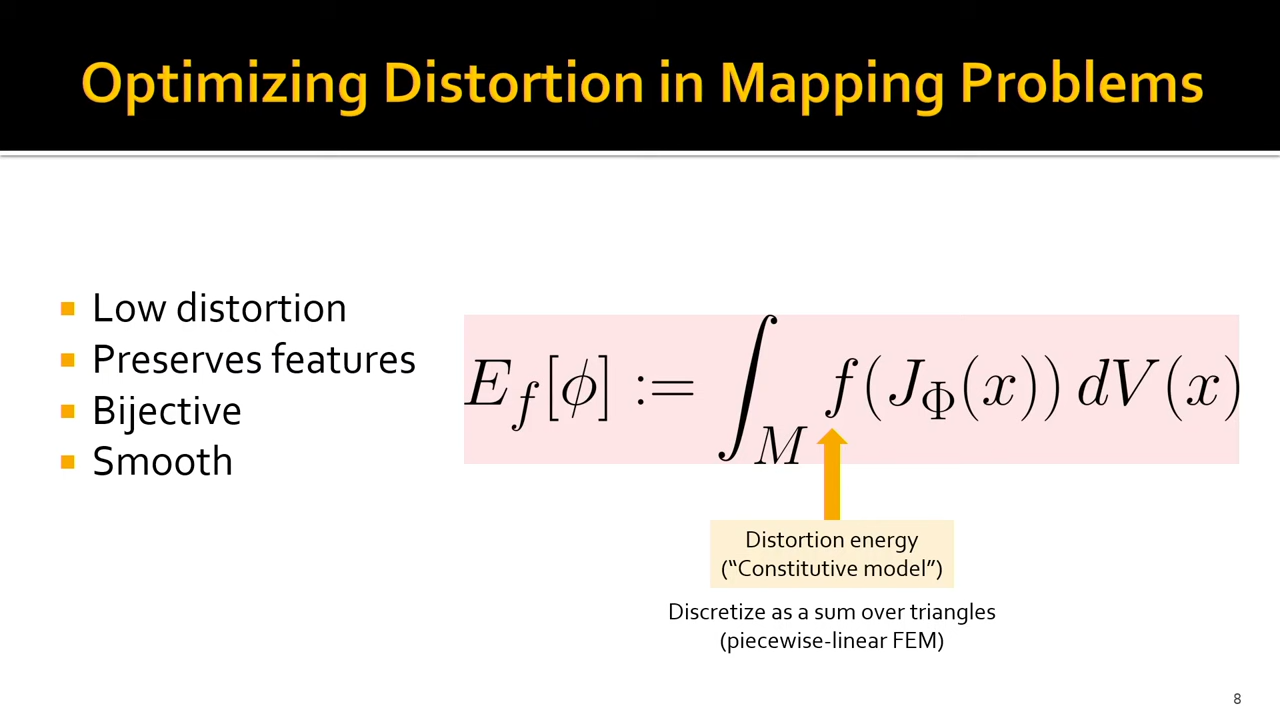 Optimizing Distortion in Mapping Problems
Low distortion
Preserves features
Bijective
Smooth
E_f[ϕ] := ∫_M f(J_Φ(x)) dV(x)
Distortion energy
(“Constitutive model”)
Discretize as a sum over triangles
(piecewise-linear FEM)
8